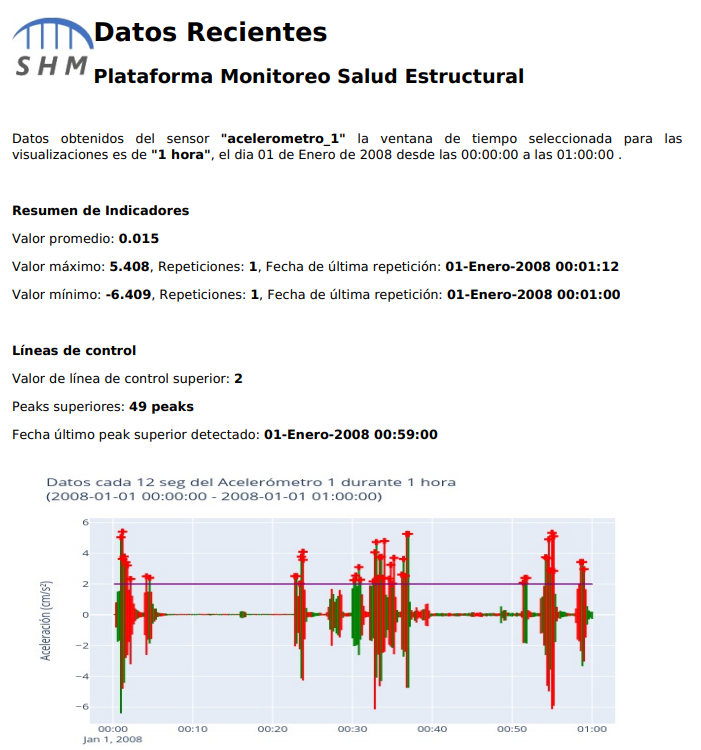 Datos Recientes
SHM
Plataforma Monitoreo Salud Estructural
Datos obtenidos del sensor "acelerometro_1" la ventana de tiempo seleccionada para las
visualizaciones es de "1 hora", el dia 01 de Enero de 2008 desde las 00:00:00 a las 01:00:00 .
Resumen de Indicadores
Valor promedio: 0.015
Valor máximo: 5.408, Repeticiones: 1, Fecha de última repetición: 01-Enero-2008 00:01:12
Valor mínimo: -6.409, Repeticiones: 1, Fecha de última repetición: 01-Enero-2008 00:01:00
Líneas de control
Valor de línea de control superior: 2
Peaks superiores: 49 peaks
Fecha último peak superior detectado: 01-Enero-2008 00:59:00
Datos cada 12 seg del Acelerómetro 1 durante 1 hora
(2008-01-01 00:00:00 - 2008-01-01 01:00:00)
Aceleración (cm/s²)
6
4
2
0
−2
−4
−6
00:00 00:10 00:20 00:30 00:40 00:50 01:00
Jan 1, 2008